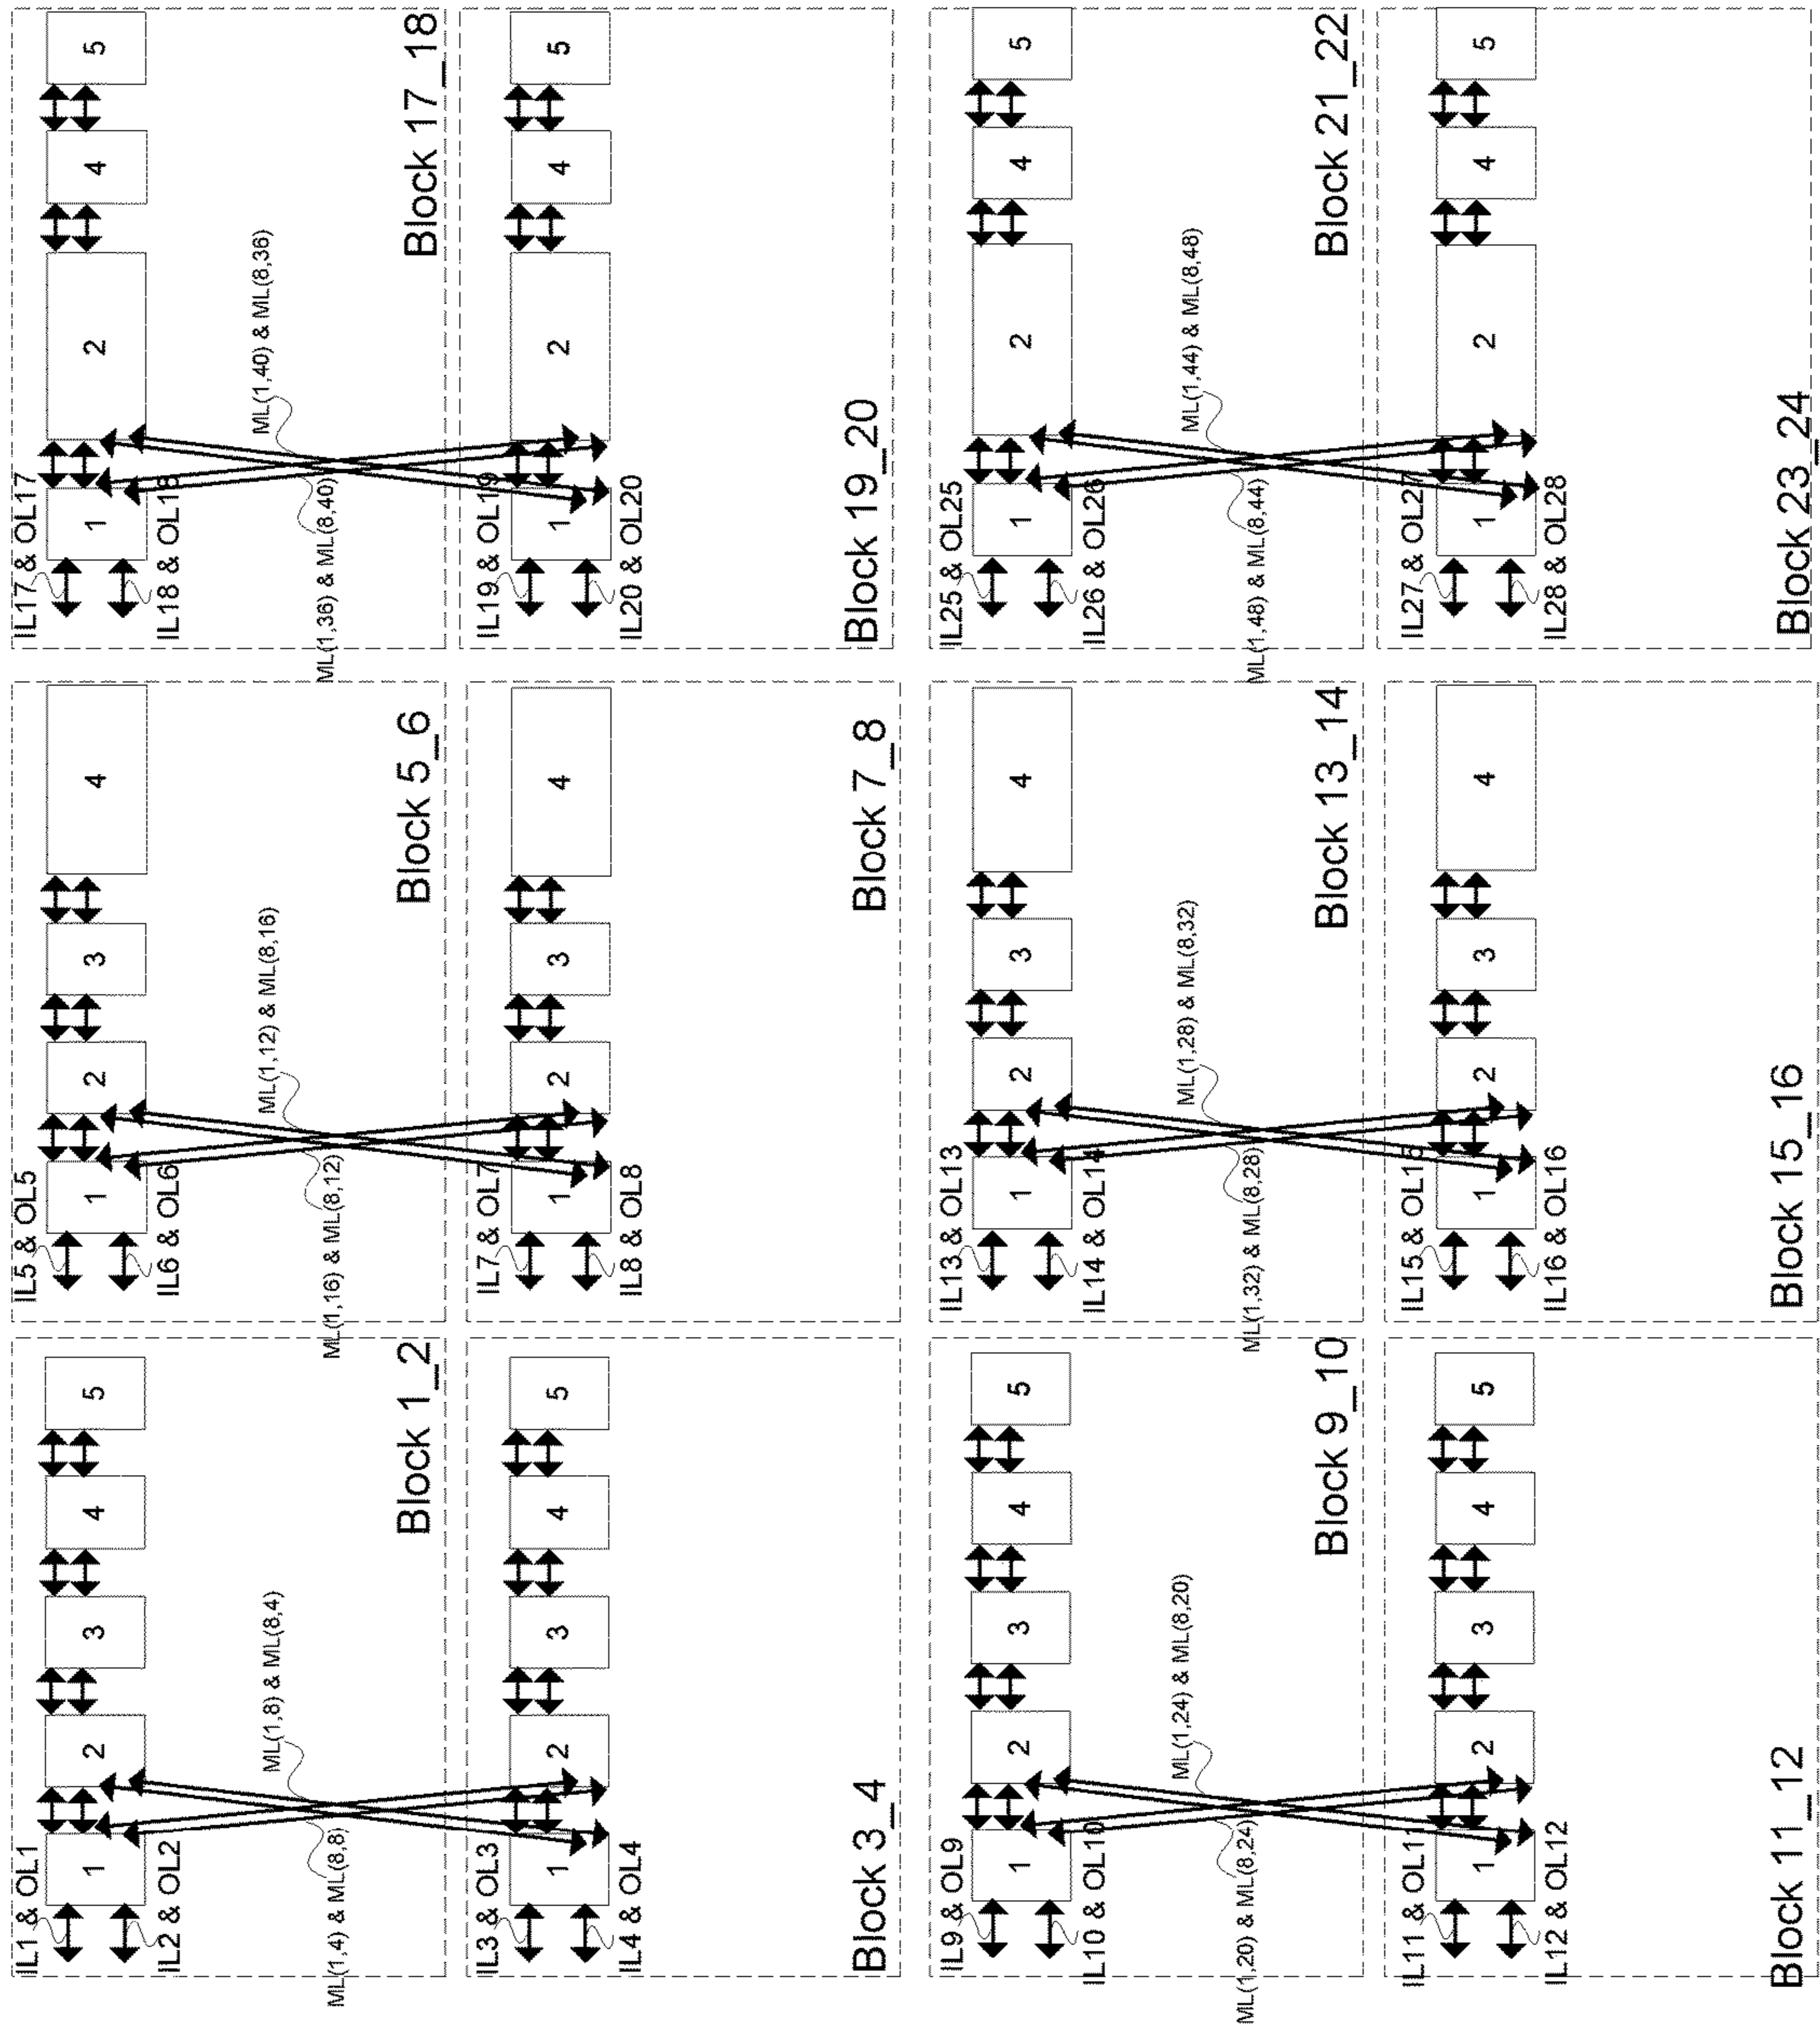 IL1 & OL1
1
2
3
4
5
IL2 & OL2
ML(1,8) & ML(8,4)
ML(1,4) & ML(8,8)
Block 1_2
IL5 & OL5
1
2
3
4
IL6 & OL6
ML(1,12) & ML(8,16)
ML(1,16) & ML(8,12)
Block 5_6
IL17 & OL17
1
2
4
5
IL18 & OL18
ML(1,40) & ML(8,36)
ML(1,36) & ML(8,40)
Block 17_18
IL3 & OL3
1
2
3
4
5
IL4 & OL4
Block 3_4
IL7 & OL7
1
2
3
4
IL8 & OL8
Block 7_8
IL19 & OL19
1
2
4
5
IL20 & OL20
Block 19_20
IL9 & OL9
1
2
3
4
5
IL10 & OL10
ML(1,24) & ML(8,20)
ML(1,20) & ML(8,24)
Block 9_10
IL13 & OL13
1
2
3
4
IL14 & OL14
ML(1,28) & ML(8,32)
ML(1,32) & ML(8,28)
Block 13_14
IL25 & OL25
1
2
4
5
IL26 & OL26
ML(1,44) & ML(8,48)
ML(1,48) & ML(8,44)
Block 21_22
IL11 & OL11
1
2
3
4
5
IL12 & OL12
Block 11_12
IL15 & OL15
1
2
3
4
IL16 & OL16
Block 15_16
IL27 & OL27
1
2
4
5
IL28 & OL28
Block 23_24